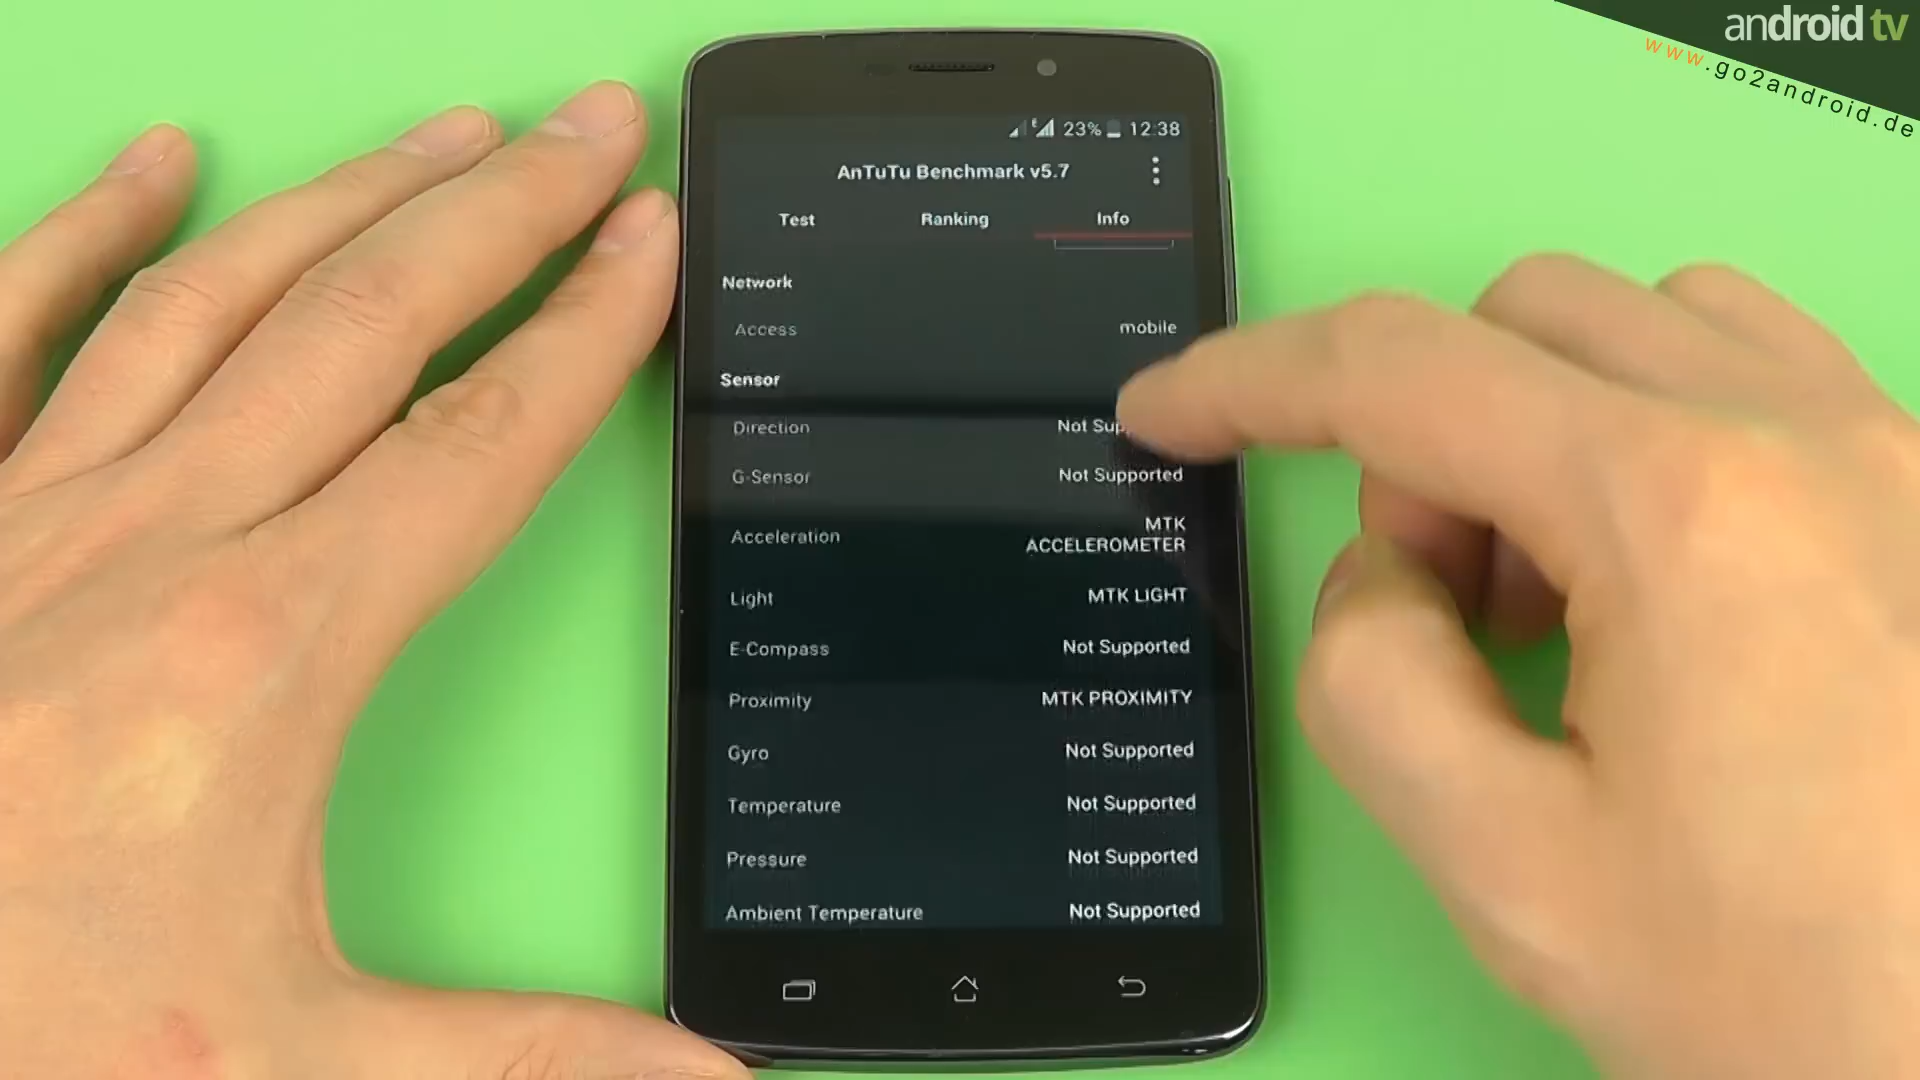 android tv
www.go2android.de
23% 12:38
AnTuTu Benchmark v5.7
Test Ranking Info
Network
Access mobile
Sensor
Direction Not Sup
G-Sensor Not Supported
Acceleration MTK ACCELEROMETER
Light MTK LIGHT
E-Compass Not Supported
Proximity MTK PROXIMITY
Gyro Not Supported
Temperature Not Supported
Pressure Not Supported
Ambient Temperature Not Supported